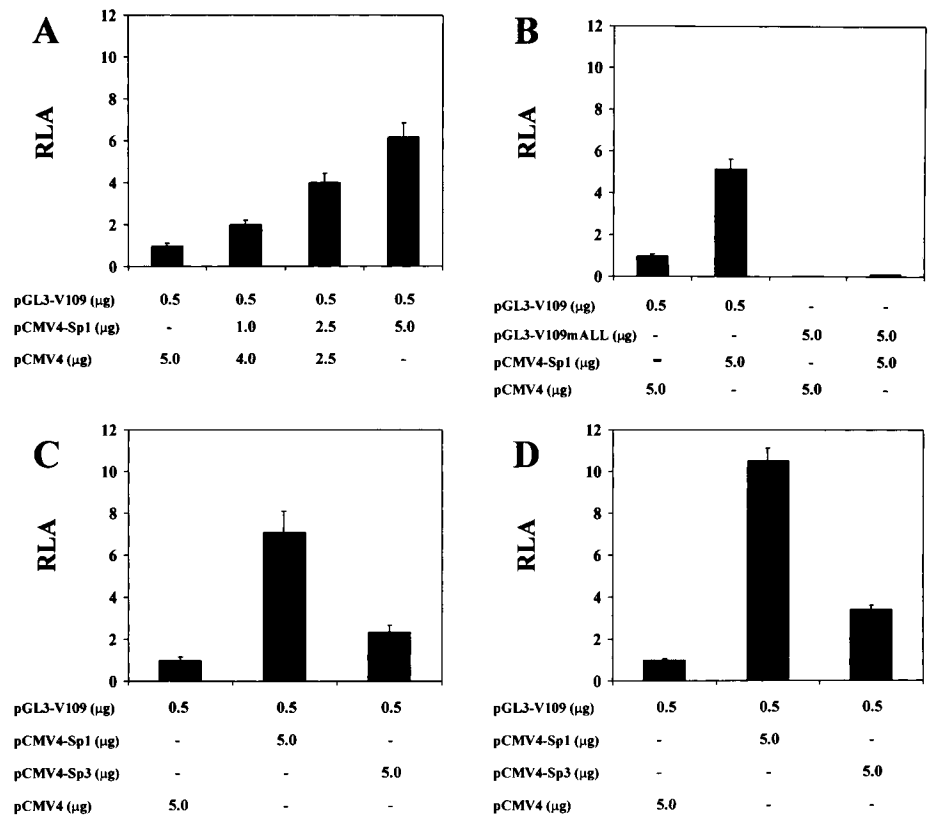 A
RLA
12
10
8
6
4
2
0
pGL3-V109 (µg) 0.5 0.5 0.5 0.5
pCMV4-Sp1 (µg) - 1.0 2.5 5.0
pCMV4 (µg) 5.0 4.0 2.5 -
B
RLA
12
10
8
6
4
2
0
pGL3-V109 (µg) 0.5 0.5 - -
pGL3-V109mALL (µg) - - 5.0 5.0
pCMV4-Sp1 (µg) - 5.0 - 5.0
pCMV4 (µg) 5.0 - 5.0 -
C
RLA
12
10
8
6
4
2
0
pGL3-V109 (µg) 0.5 0.5 0.5
pCMV4-Sp1 (µg) - 5.0 -
pCMV4-Sp3 (µg) - - 5.0
pCMV4 (µg) 5.0 - -
D
RLA
12
10
8
6
4
2
0
pGL3-V109 (µg) 0.5 0.5 0.5
pCMV4-Sp1 (µg) - 5.0 -
pCMV4-Sp3 (µg) - - 5.0
pCMV4 (µg) 5.0 - -